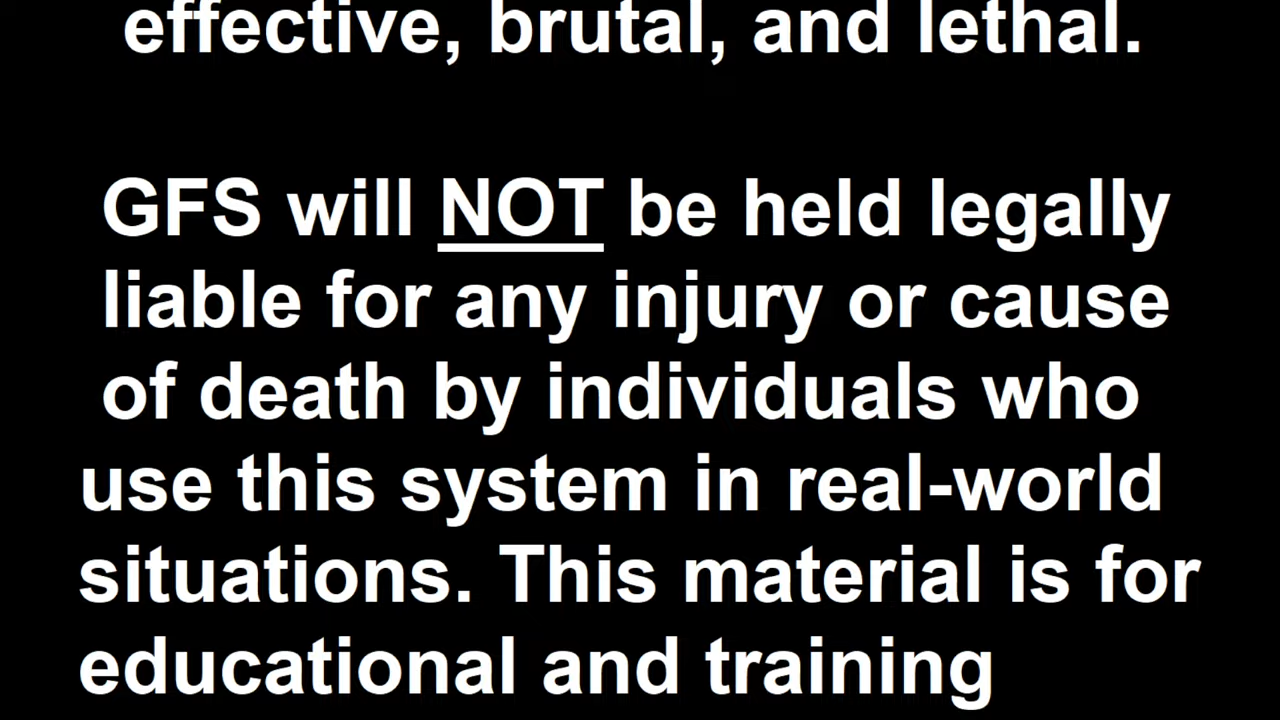 effective, brutal, and lethal.
GFS will NOT be held legally
liable for any injury or cause
of death by individuals who
use this system in real-world
situations. This material is for
educational and training